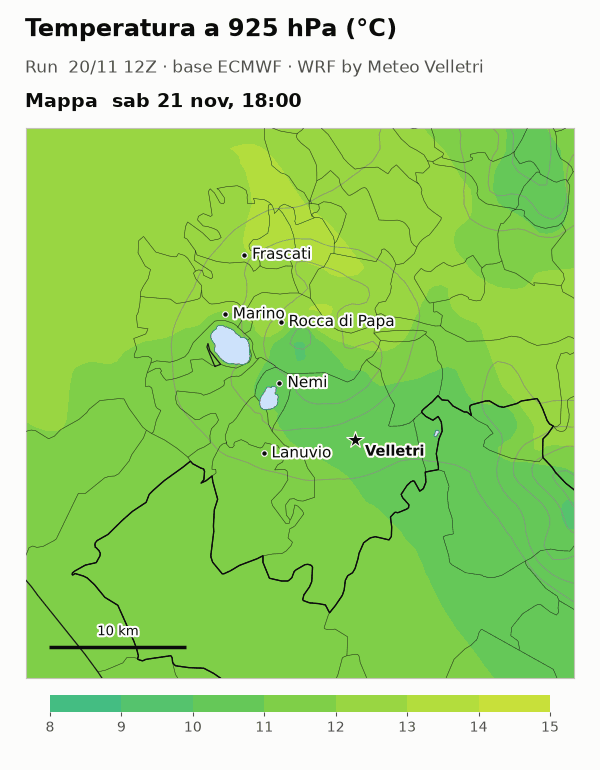 Temperatura a 925 hPa (°C)
Run  20/11 12Z · base ECMWF · WRF by Meteo Velletri
Mappa  sab 21 nov, 18:00
Frascati
Marino
Rocca di Papa
Nemi
Velletri
Lanuvio
10 km
8 9 10 11 12 13 14 15